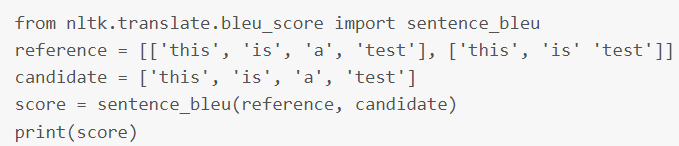 from nltk.translate.bleu_score import sentence_bleu
reference = [['this', 'is', 'a', 'test'], ['this', 'is' 'test']]
candidate = ['this', 'is', 'a', 'test']
score = sentence_bleu(reference, candidate)
print(score)